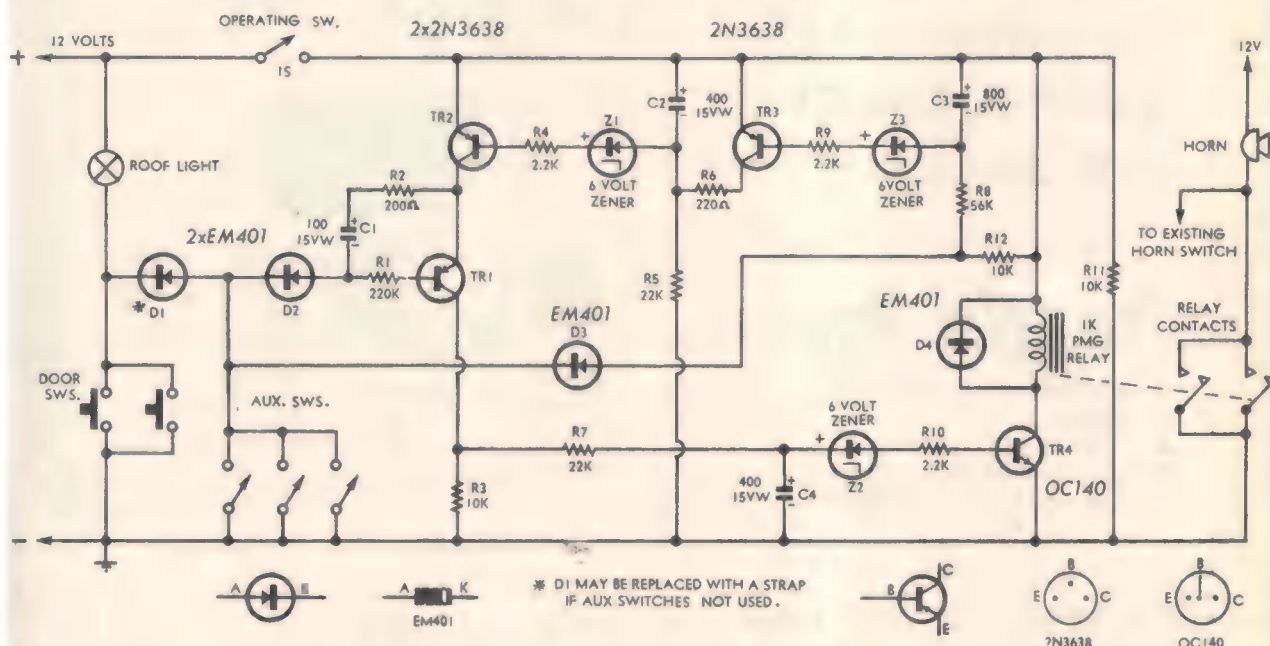 OPERATING SW.
1S
12 VOLTS
+
2x2N3638
2N3638
12V
TR2
R4
2.2K
+
Z1
6 VOLT
ZENER
C2
+
400
15VW
-
TR3
R6
220Ω
R9
2.2K
+
Z3
6 VOLT
ZENER
C3
+
800
15VW
-
HORN
ROOF LIGHT
R2
200Ω
100
15VW
+
C1
-
R8
56K
TO EXISTING
HORN SWITCH
2xEM401
* D1
D2
R1
220K
TR1
R5
22K
R12
10K
R11
10K
EM401
D3
EM401
D4
1K
PMG
RELAY
RELAY
CONTACTS
DOOR
SWS.
AUX. SWS.
6 VOLT
ZENER
R7
22K
+
Z2
R10
2.2K
TR4
OC140
R3
10K
400
15VW
+
C4
-
-
A
A
K
EM401
* D1 MAY BE REPLACED WITH A STRAP
IF AUX SWITCHES NOT USED.
B
C
E
B
E
C
2N3638
B
E
C
OC140